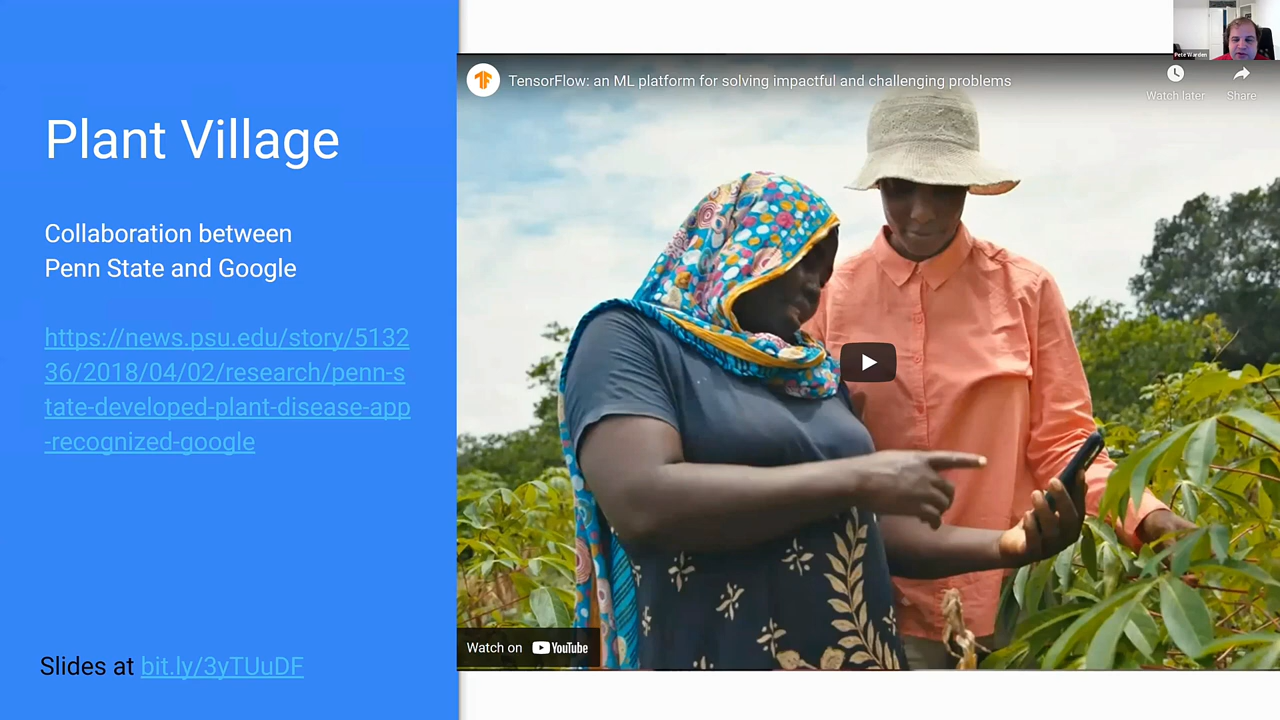 Plant Village
Collaboration between
Penn State and Google
https://news.psu.edu/story/5132
36/2018/04/02/research/penn-s
tate-developed-plant-disease-app
-recognized-google
Slides at bit.ly/3yTUuDF
TensorFlow: an ML platform for solving impactful and challenging problems
Watch later
Share
Watch on YouTube
Pete Warden